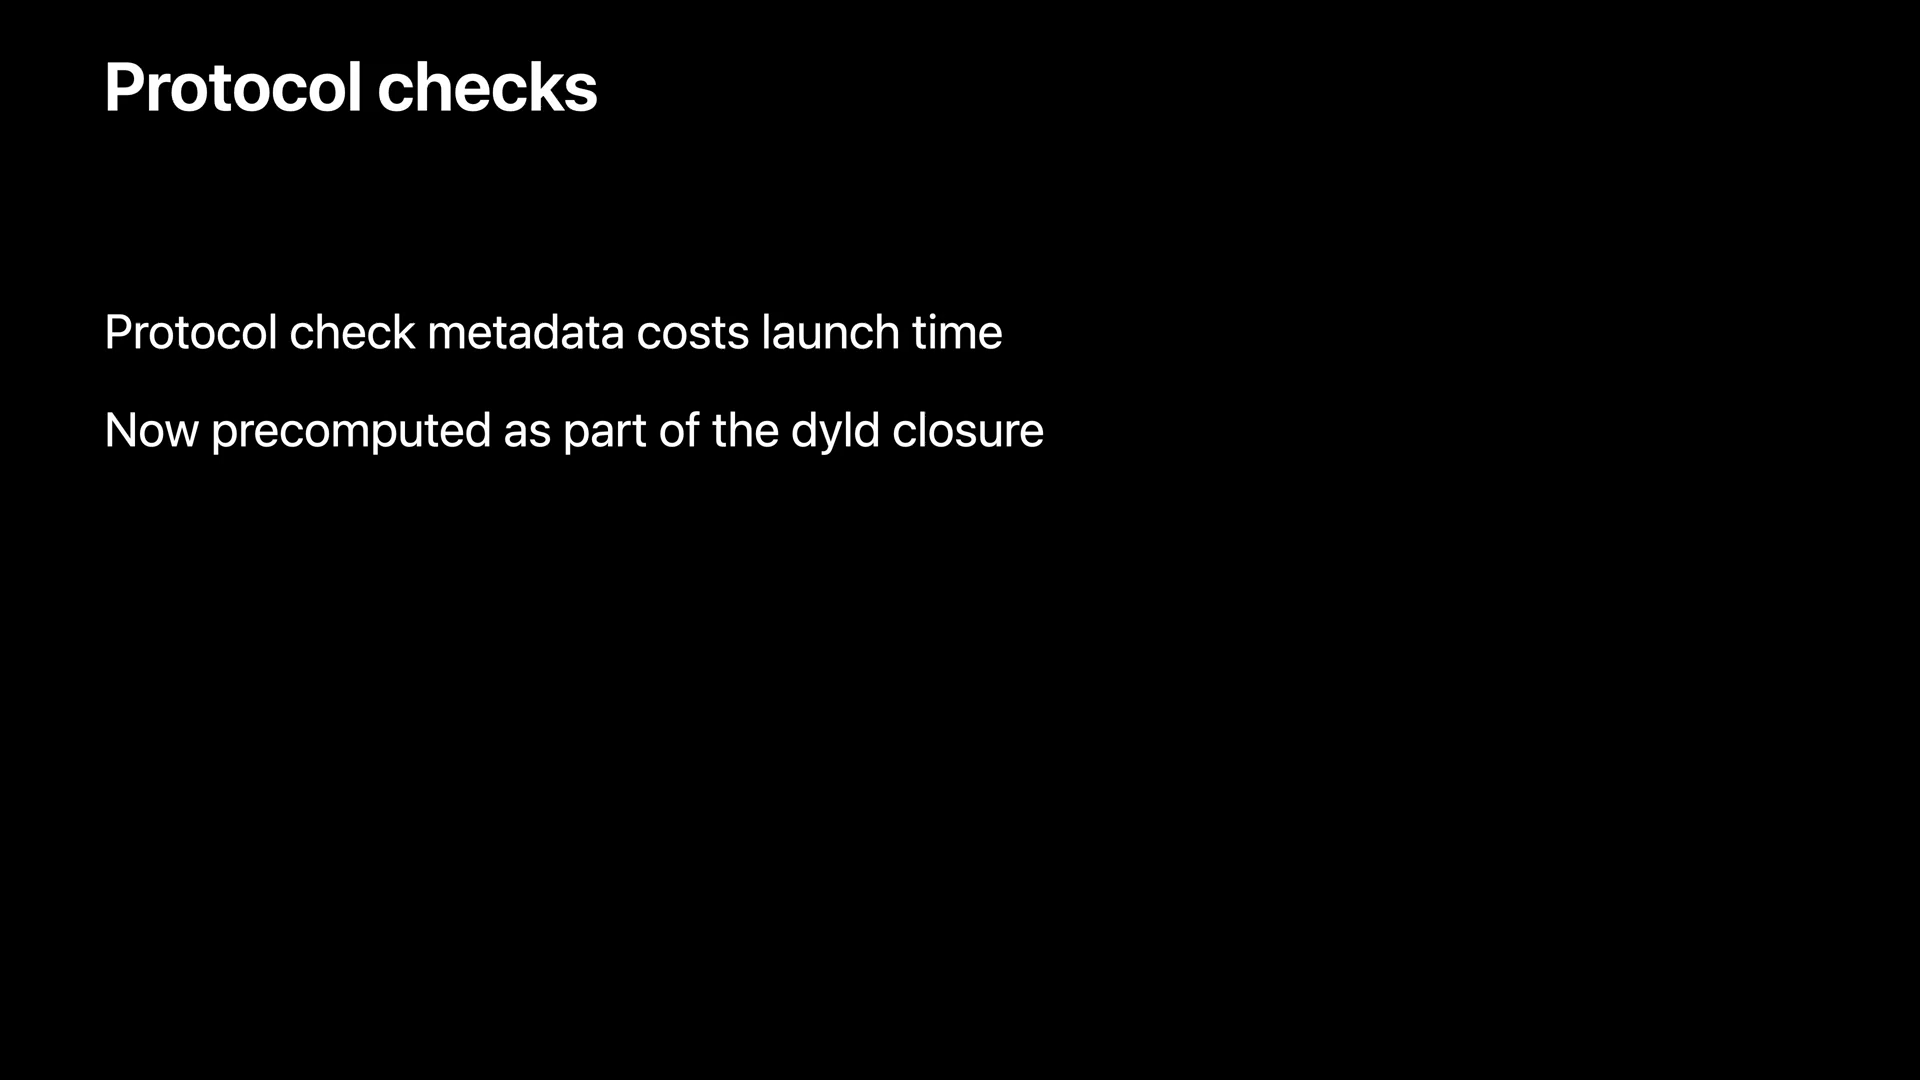 Protocol checks
Protocol check metadata costs launch time
Now precomputed as part of the dyld closure